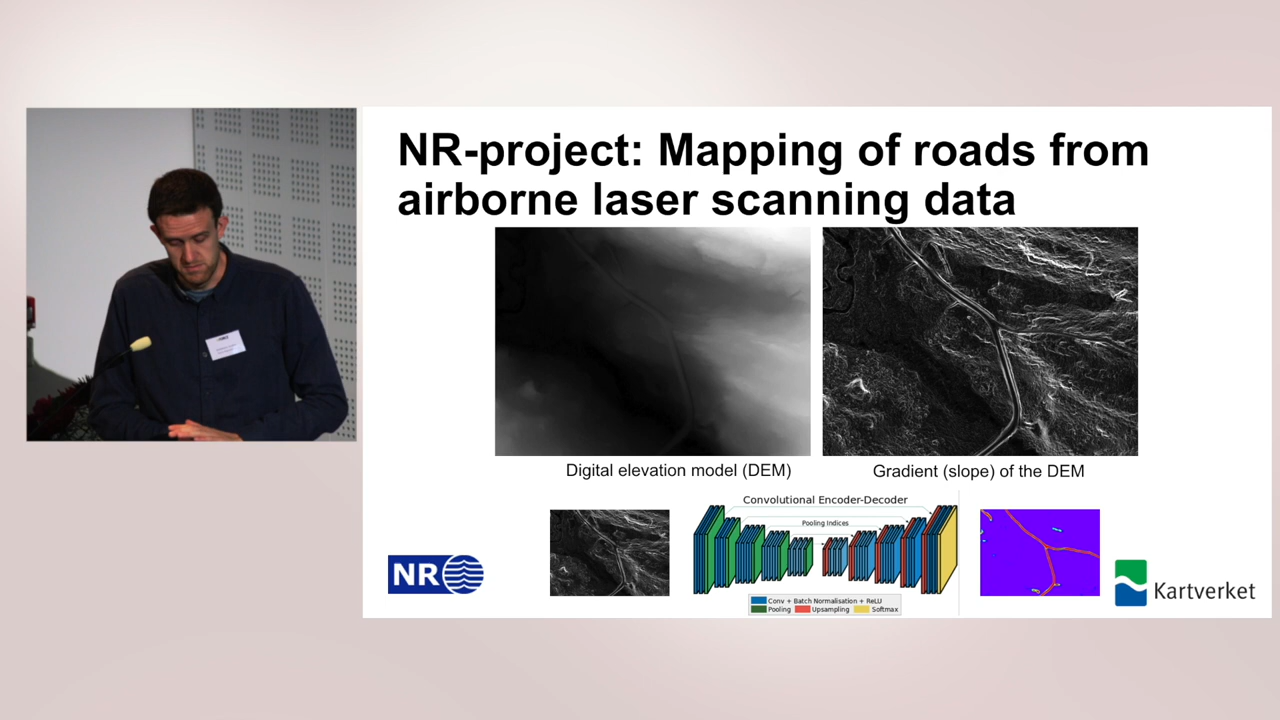 NR-project: Mapping of roads from
airborne laser scanning data
Digital elevation model (DEM)
Gradient (slope) of the DEM
Convolutional Encoder-Decoder
Pooling Indices
Conv + Batch Normalisation + ReLU
Pooling
Upsampling
Softmax
NR
Kartverket